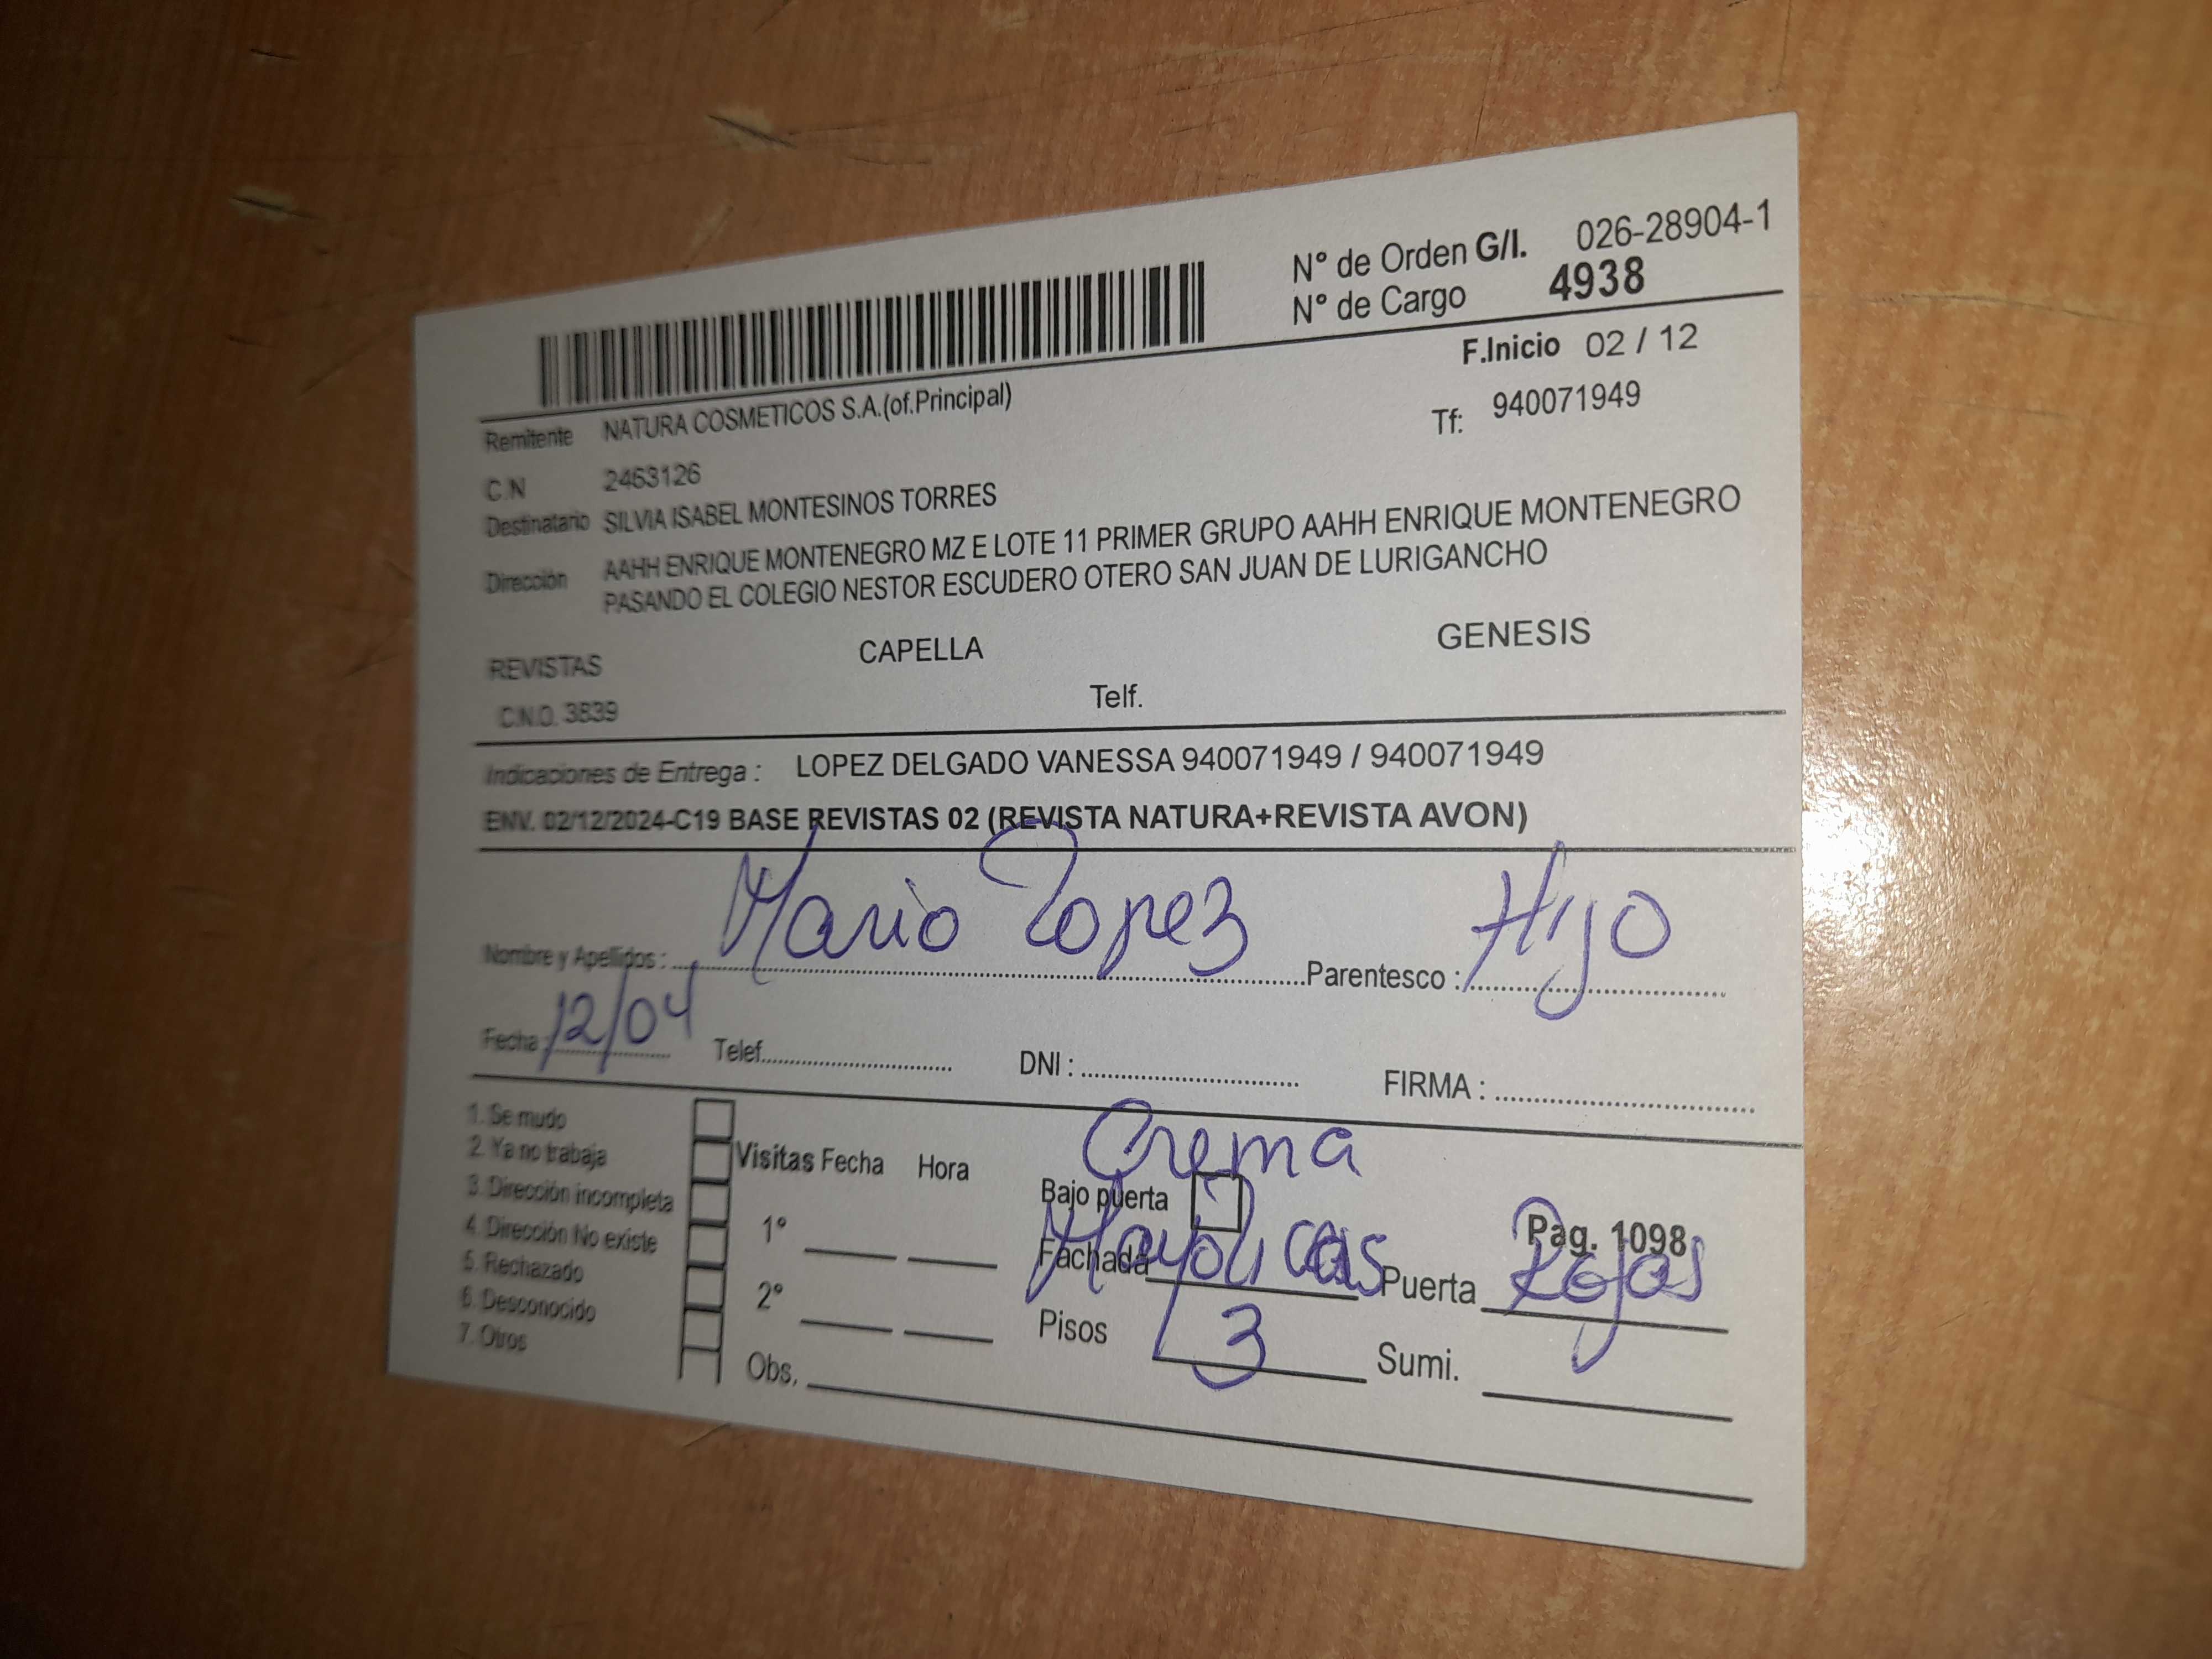 N° de Orden G/I. 026-28904-1
N° de Cargo 4938
F.Inicio 02 / 12
Remitente NATURA COSMETICOS S.A.(of.Principal)
Tf: 940071949
C.N 2463126
Destinatario SILVIA ISABEL MONTESINOS TORRES
Dirección AAHH ENRIQUE MONTENEGRO MZ E LOTE 11 PRIMER GRUPO AAHH ENRIQUE MONTENEGRO
PASANDO EL COLEGIO NESTOR ESCUDERO OTERO SAN JUAN DE LURIGANCHO
REVISTAS CAPELLA GENESIS
C.N.O. 3839 Telf.
Indicaciones de Entrega : LOPEZ DELGADO VANESSA 940071949 / 940071949
ENV. 02/12/2024-C19 BASE REVISTAS 02 (REVISTA NATURA+REVISTA AVON)
Nombre y Apellidos : Mario Lopez Parentesco : Hijo
Fecha : 12/04 Telef. DNI : FIRMA :
1. Se mudo
2. Ya no trabaja
3. Dirección incompleta
4. Dirección No existe
5. Rechazado
6. Desconocido
7. Otros
Visitas Fecha Hora
1°
2°
Obs.
Crema
Bajo puerta
Pag. 1098
Fachada Mayolicas Puerta Rejas
Pisos 3 Sumi.